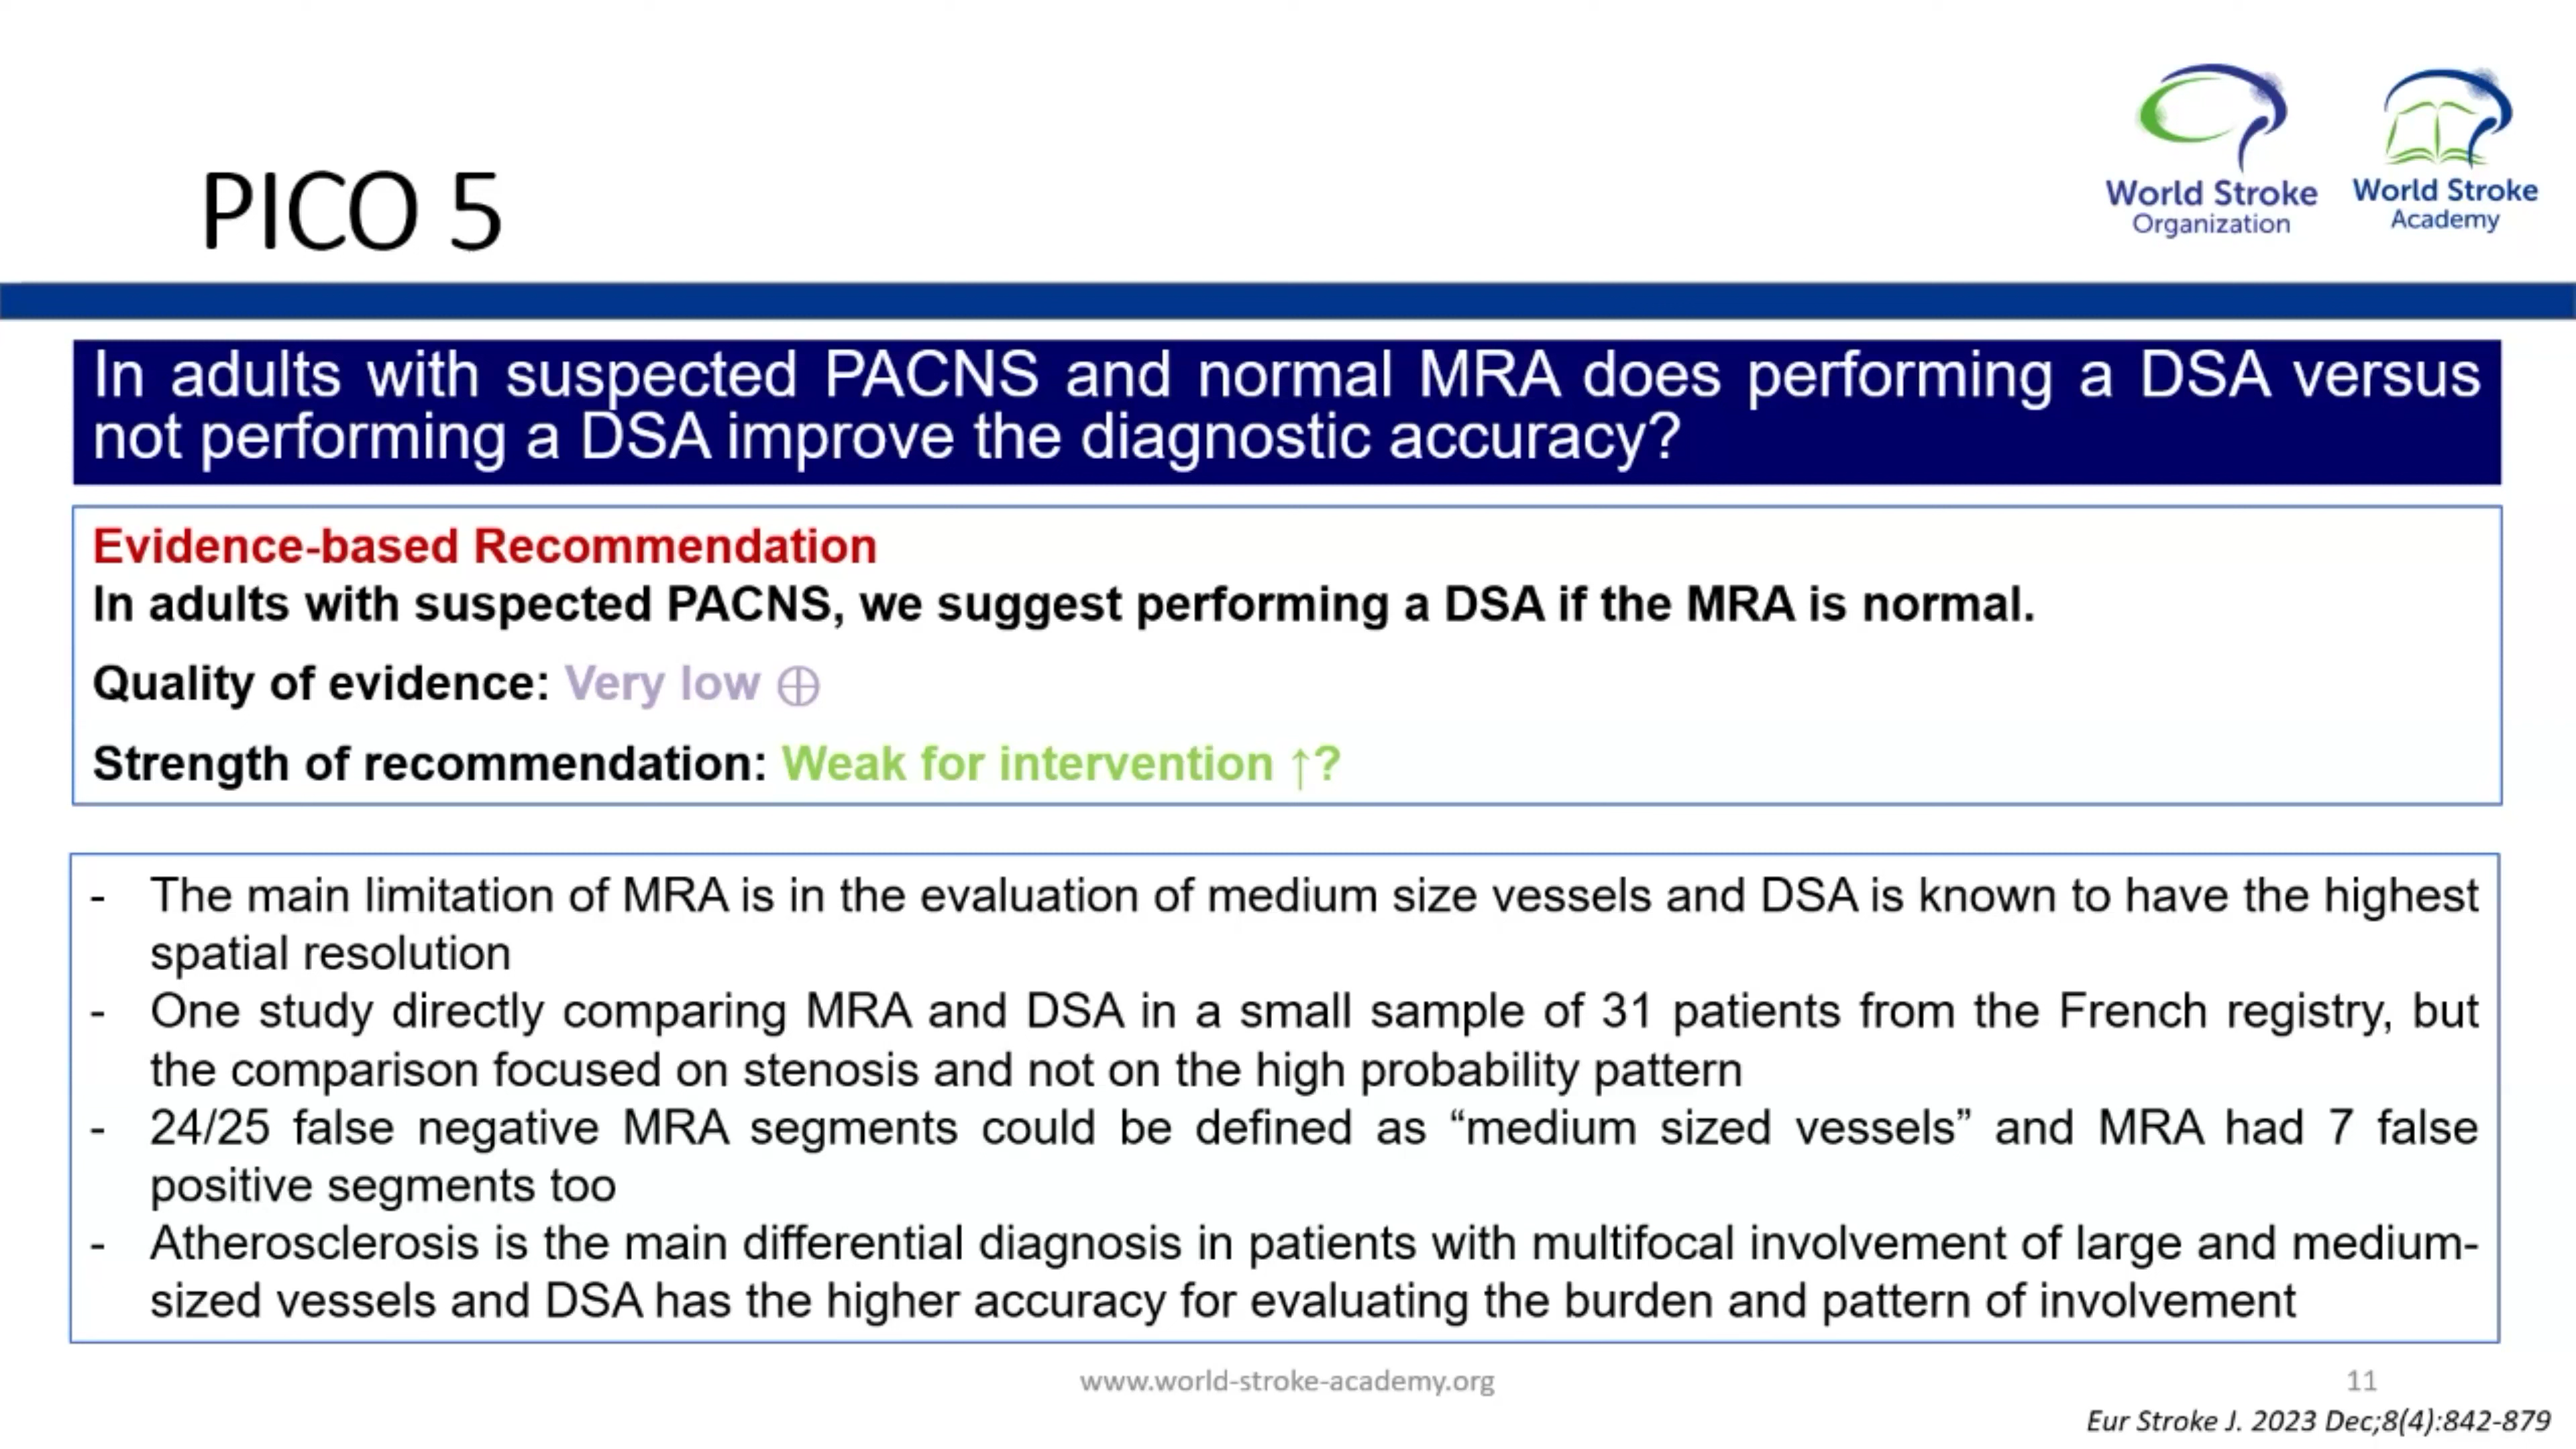 World Stroke
Organization
World Stroke
Academy
PICO 5
In adults with suspected PACNS and normal MRA does performing a DSA versus
not performing a DSA improve the diagnostic accuracy?
Evidence-based Recommendation
In adults with suspected PACNS, we suggest performing a DSA if the MRA is normal.
Quality of evidence: Very low ⊕
Strength of recommendation: Weak for intervention ↑?
- The main limitation of MRA is in the evaluation of medium size vessels and DSA is known to have the highest
spatial resolution
- One study directly comparing MRA and DSA in a small sample of 31 patients from the French registry, but
the comparison focused on stenosis and not on the high probability pattern
- 24/25 false negative MRA segments could be defined as “medium sized vessels” and MRA had 7 false
positive segments too
- Atherosclerosis is the main differential diagnosis in patients with multifocal involvement of large and medium-
sized vessels and DSA has the higher accuracy for evaluating the burden and pattern of involvement
www.world-stroke-academy.org
11
Eur Stroke J. 2023 Dec;8(4):842-879